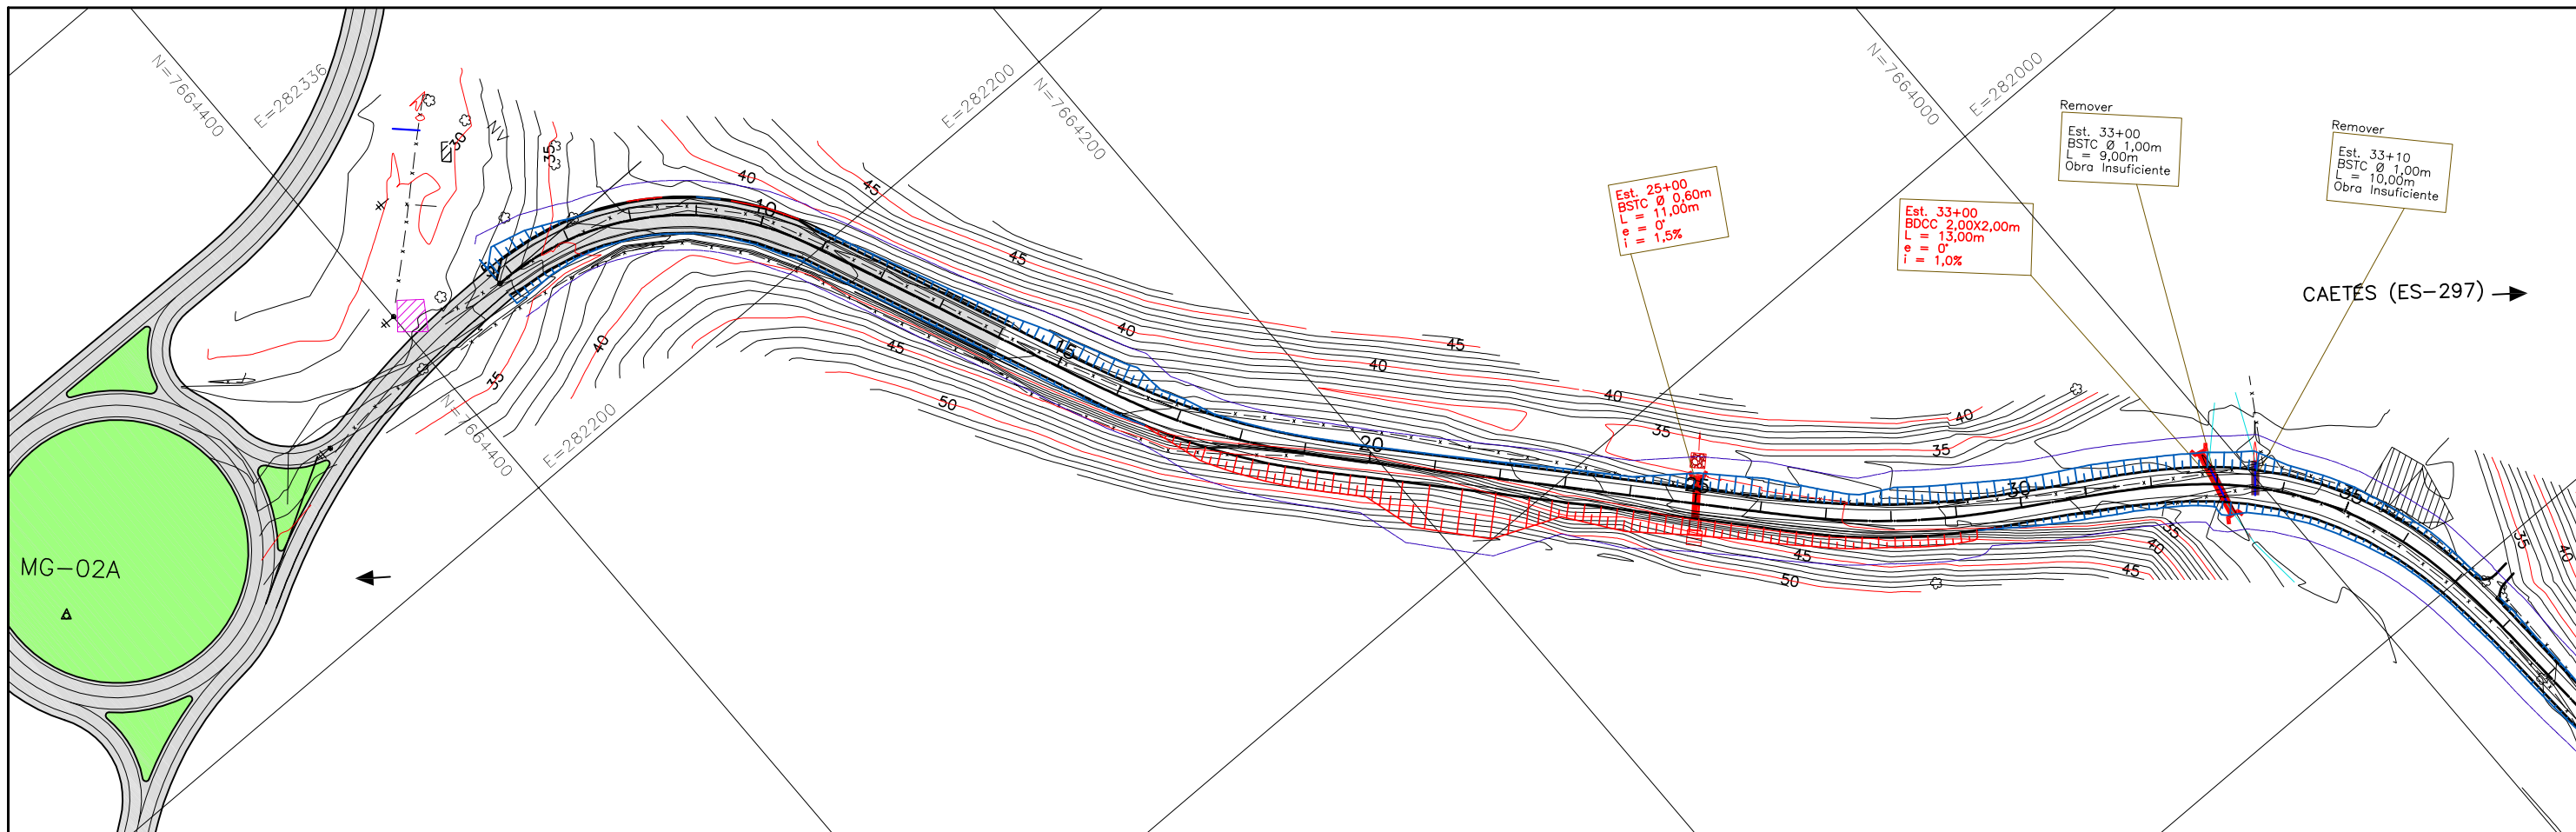 N=7664400
E=282336
NV
30
35
40
45
E=282200
N=7664200
N=7664000
E=282000
Remover
Est. 33+00
BSTC Ø 1,00m
L = 9,00m
Obra Insuficiente
Remover
Est. 33+10
BSTC Ø 1,00m
L = 10,00m
Obra Insuficiente
Est. 25+00
BSTC Ø 0,60m
L = 11,00m
e = 0°
i = 1,5%
Est. 33+00
BDCC 2,00X2,00m
L = 13,00m
e = 0°
i = 1,0%
CAETÉS (ES-297)
10
45
40
45
40
40
40
35
35
15
20
25
30
35
40
35
45
50
45
50
35
40
45
35
40
N=7664400
E=282200
MG-02A